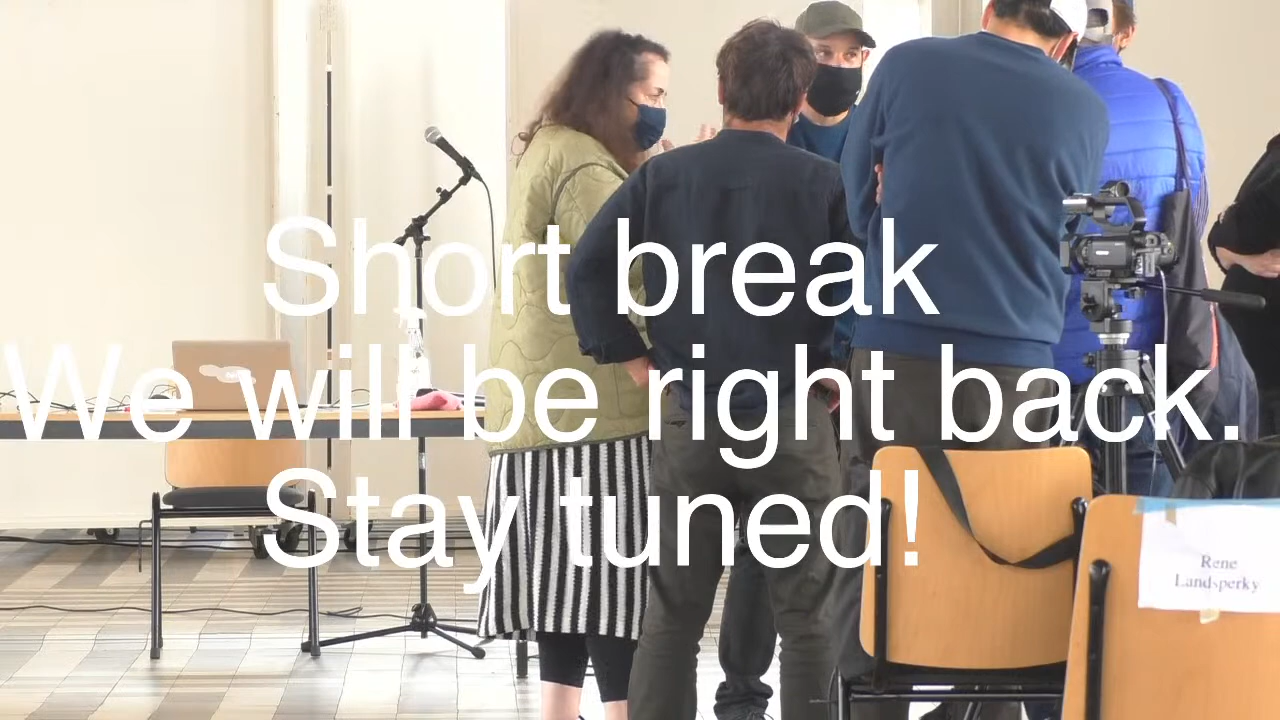 Short break
We will be right back.
Stay tuned!
Rene
Landsperky